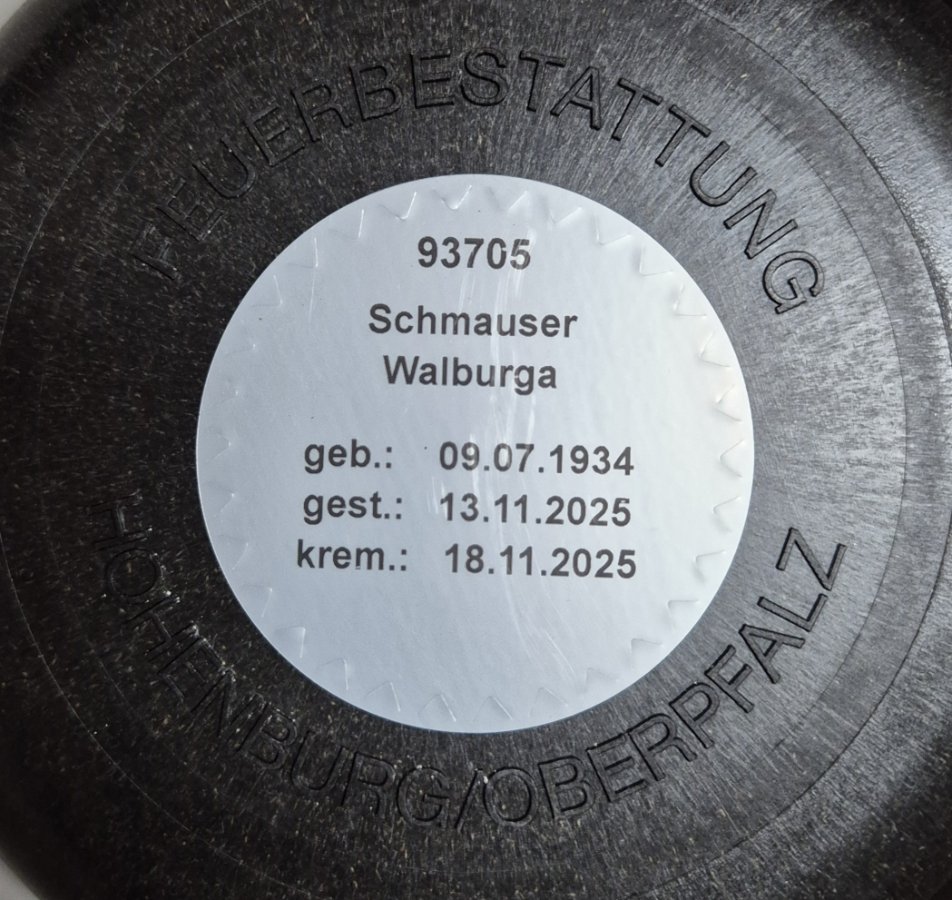 FEUERBESTATTUNG
93705
Schmauser
Walburga
geb.: 09.07.1934
gest.: 13.11.2025
krem.: 18.11.2025
HOHENBURG/OBERPFALZ